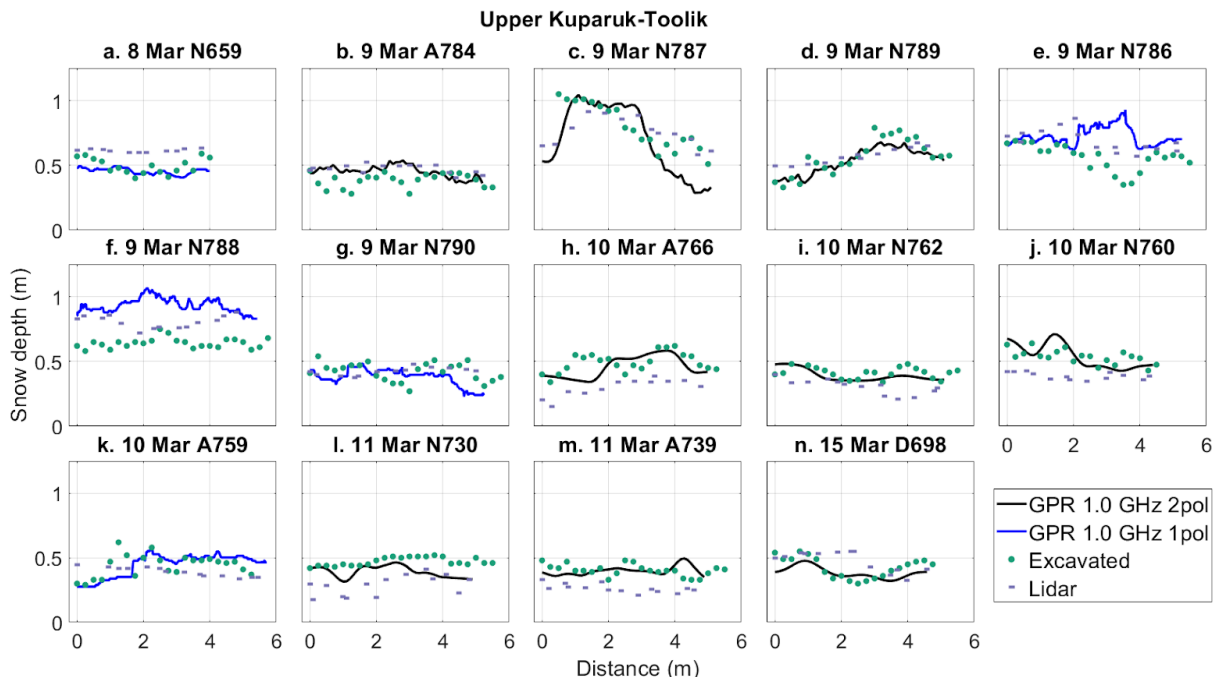 Upper Kuparuk-Toolik
a. 8 Mar N659
b. 9 Mar A784
c. 9 Mar N787
d. 9 Mar N789
e. 9 Mar N786
1
0.5
0
f. 9 Mar N788
g. 9 Mar N790
h. 10 Mar A766
i. 10 Mar N762
j. 10 Mar N760
Snow depth (m)
1
0.5
0
0 2 4 6
k. 10 Mar A759
l. 11 Mar N730
m. 11 Mar A739
n. 15 Mar D698
1
0.5
0
0 2 4 6
0 2 4 6
0 2 4 6
0 2 4 6
Distance (m)
GPR 1.0 GHz 2pol
GPR 1.0 GHz 1pol
Excavated
Lidar